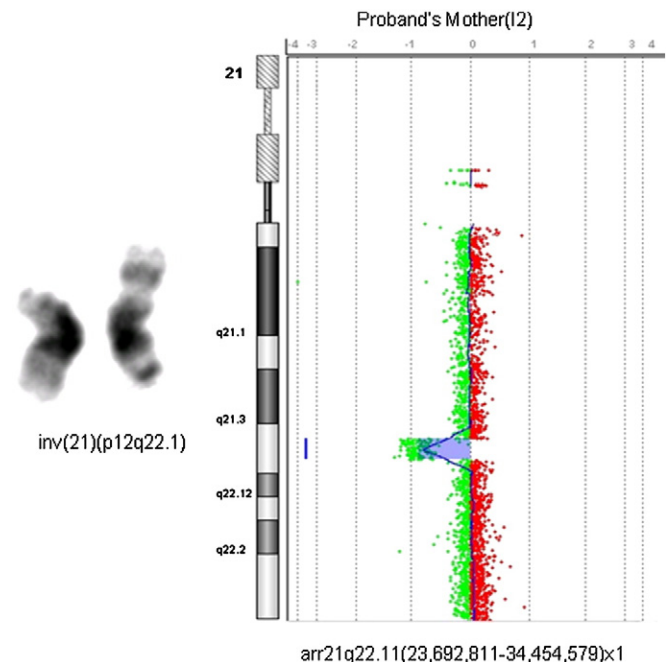 Proband's Mother(I2)
-4 -3 -2 -1 0 1 2 3 4
21
q21.1
q21.3
inv(21)(p12q22.1)
q22.12
q22.2
arr21q22.11(23,692,811-34,454,579)x1